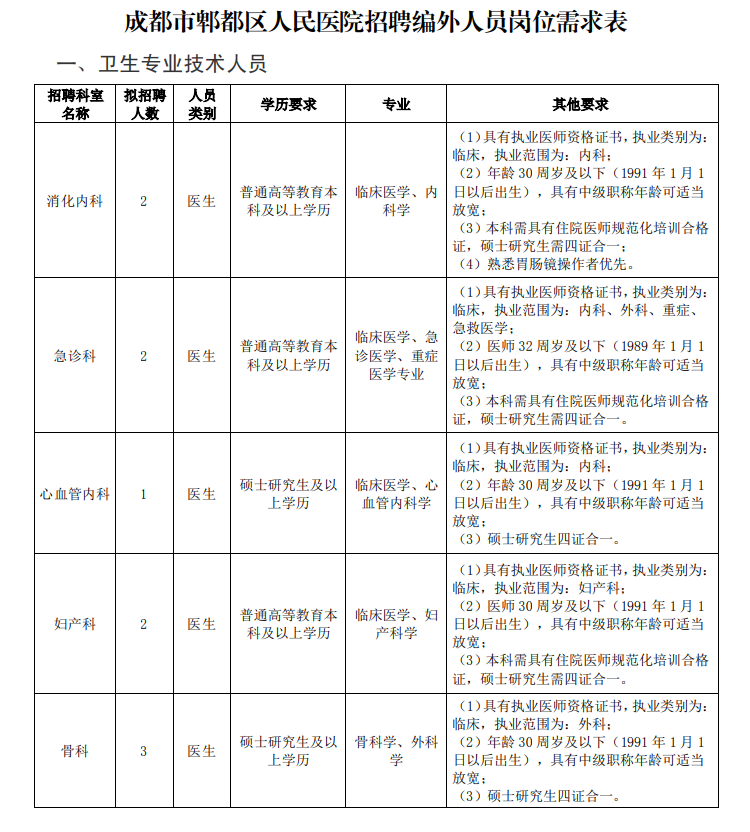 成都市郫都区人民医院招聘编外人员岗位需求表
一、卫生专业技术人员
招聘科室
名称
拟招聘
人数
人员
类别
学历要求
专业
其他要求
消化内科
2
医生
普通高等教育本
科及以上学历
临床医学、内
科学
（1）具有执业医师资格证书，执业类别为：
临床，执业范围为：内科；
（2）年龄 30 周岁及以下（1991 年 1 月 1
日以后出生），具有中级职称年龄可适当
放宽；
（3）本科需具有住院医师规范化培训合格
证，硕士研究生需四证合一；
（4）熟悉胃肠镜操作者优先。
急诊科
2
医生
普通高等教育本
科及以上学历
临床医学、急
诊医学、重症
医学专业
（1）具有执业医师资格证书，执业类别为：
临床，执业范围为：内科、外科、重症、
急救医学；
（2）医师 32 周岁及以下（1989 年 1 月 1
日以后出生），具有中级职称年龄可适当
放宽；
（3）本科需具有住院医师规范化培训合格
证，硕士研究生需四证合一。
心血管内科
1
医生
硕士研究生及以
上学历
临床医学、心
血管内科学
（1）具有执业医师资格证书，执业类别为：
临床，执业范围为：内科；
（2）年龄 30 周岁及以下（1991 年 1 月 1
日以后出生），具有中级职称年龄可适当
放宽；
（3）硕士研究生四证合一。
妇产科
2
医生
普通高等教育本
科及以上学历
临床医学、妇
产科学
（1）具有执业医师资格证书，执业类别为：
临床，执业范围为：妇产科；
（2）医师 30 周岁及以下（1991 年 1 月 1
日以后出生），具有中级职称年龄可适当
放宽；
（3）本科需具有住院医师规范化培训合格
证，硕士研究生需四证合一。
骨科
3
医生
硕士研究生及以
上学历
骨科学、外科
学
（1）具有执业医师资格证书，执业类别为：
临床，执业范围为：外科；
（2）年龄 30 周岁及以下（1991 年 1 月 1
日以后出生），具有中级职称年龄可适当
放宽；
（3）硕士研究生四证合一。